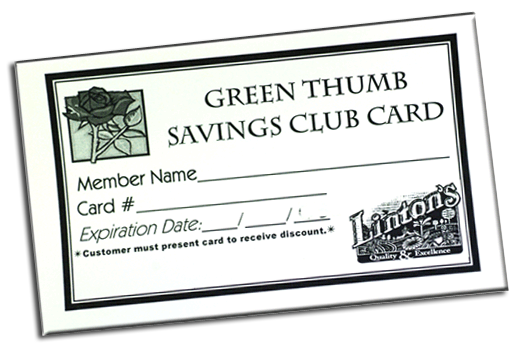 GREEN THUMB
SAVINGS CLUB CARD
Member Name
Card #
Expiration Date: / /
*Customer must present card to receive discount.*
Linton's
Quality & Excellence